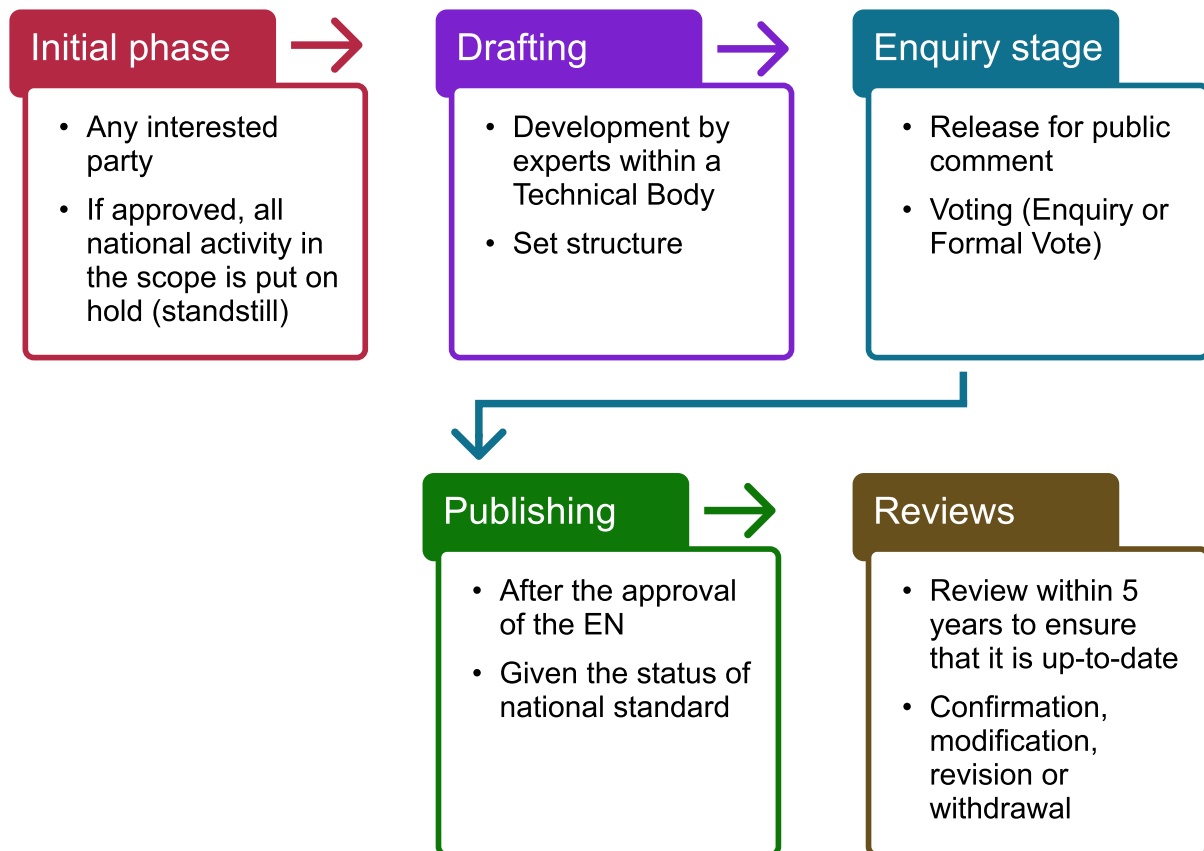 Initial phase
• Any interested
party
• If approved, all
national activity in
the scope is put on
hold (standstill)
Drafting
• Development by
experts within a
Technical Body
• Set structure
Enquiry stage
• Release for public
comment
• Voting (Enquiry or
Formal Vote)
Publishing
• After the approval
of the EN
• Given the status of
national standard
Reviews
• Review within 5
years to ensure
that it is up-to-date
• Confirmation,
modification,
revision or
withdrawal